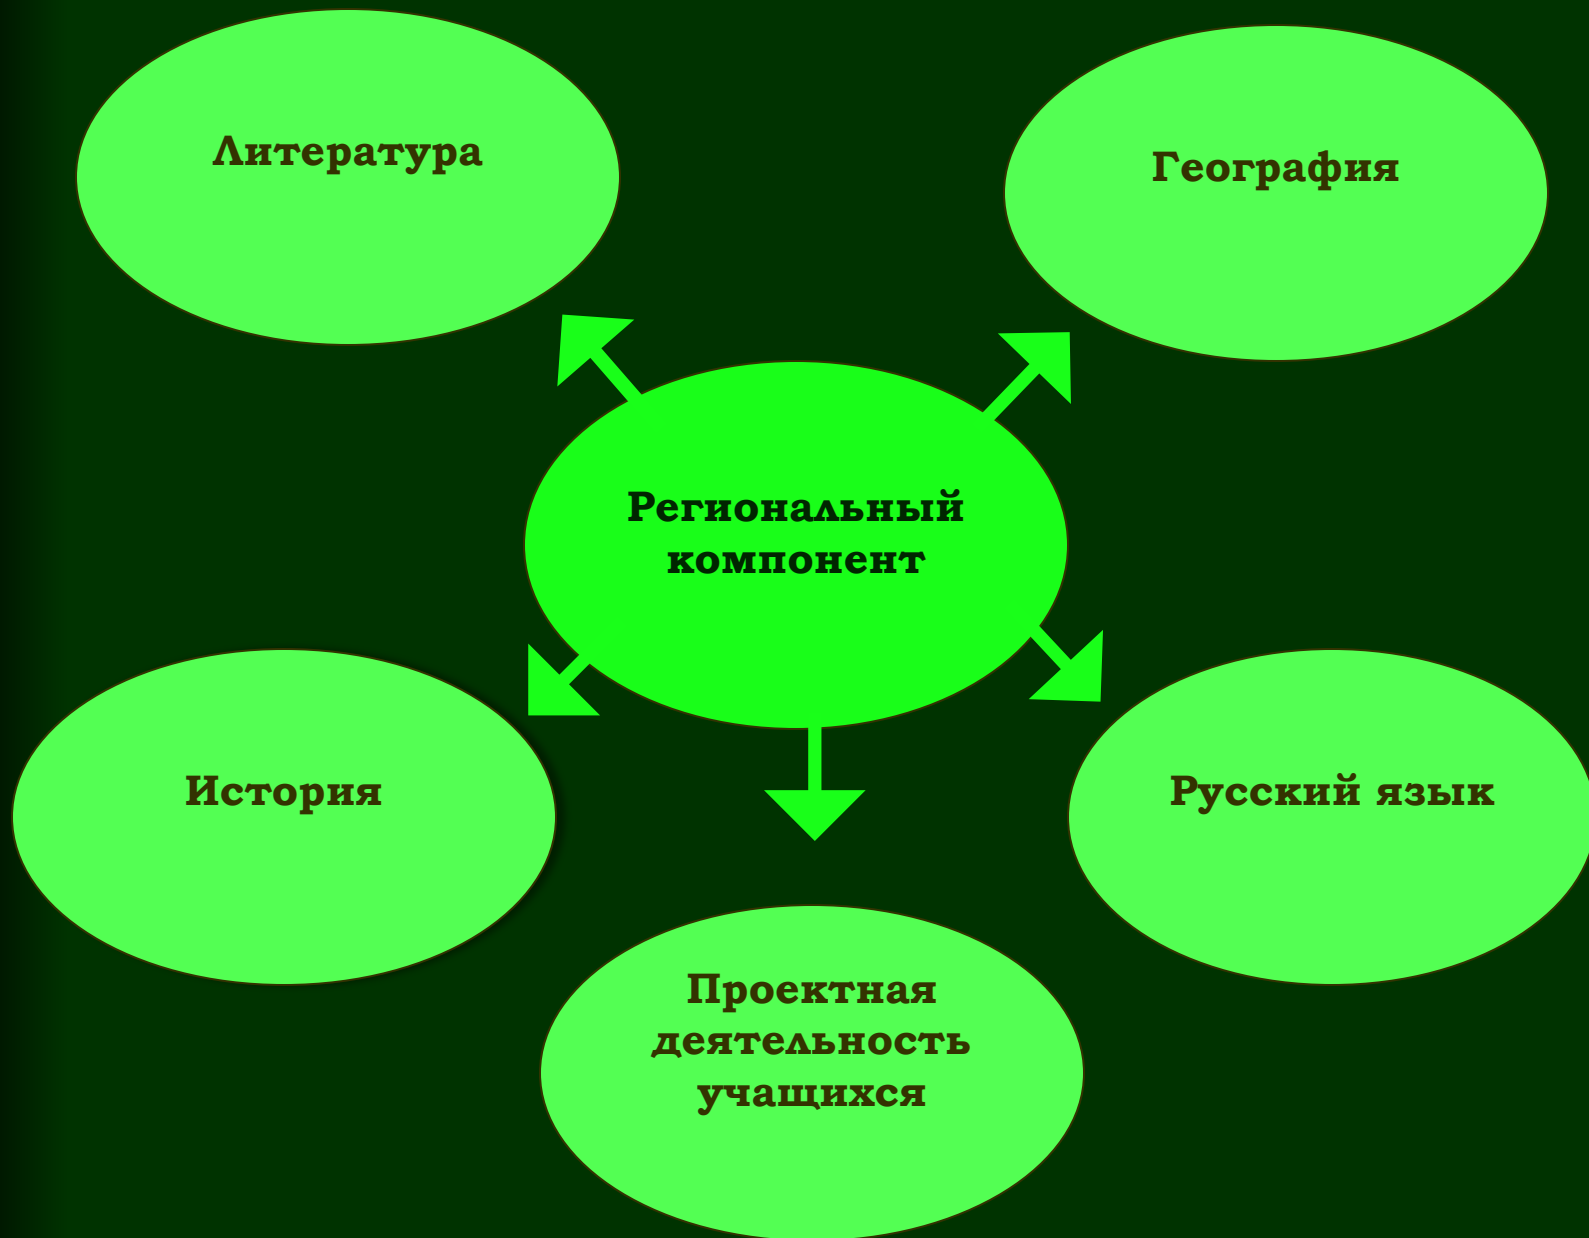 Литература
География
Региональный
компонент
История
Русский язык
Проектная
деятельность
учащихся